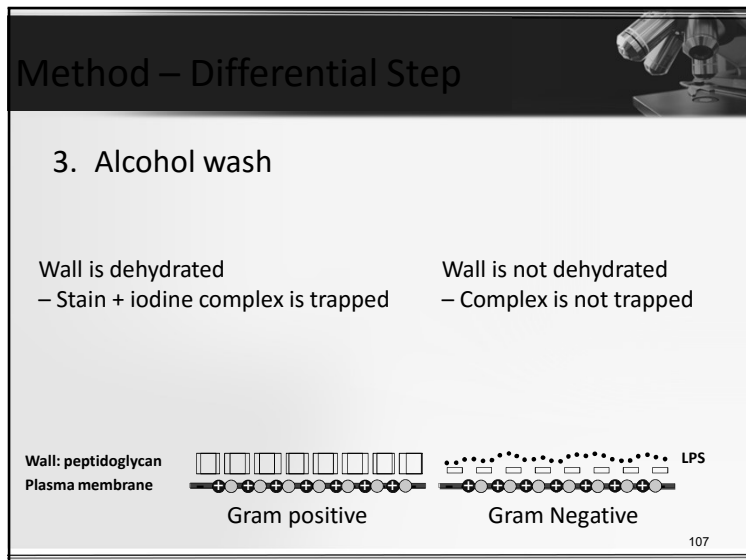 Method – Differential Step
3. Alcohol wash
Wall is dehydrated
– Stain + iodine complex is trapped
Wall is not dehydrated
– Complex is not trapped
Wall: peptidoglycan
LPS
Plasma membrane
Gram positive
Gram Negative
107